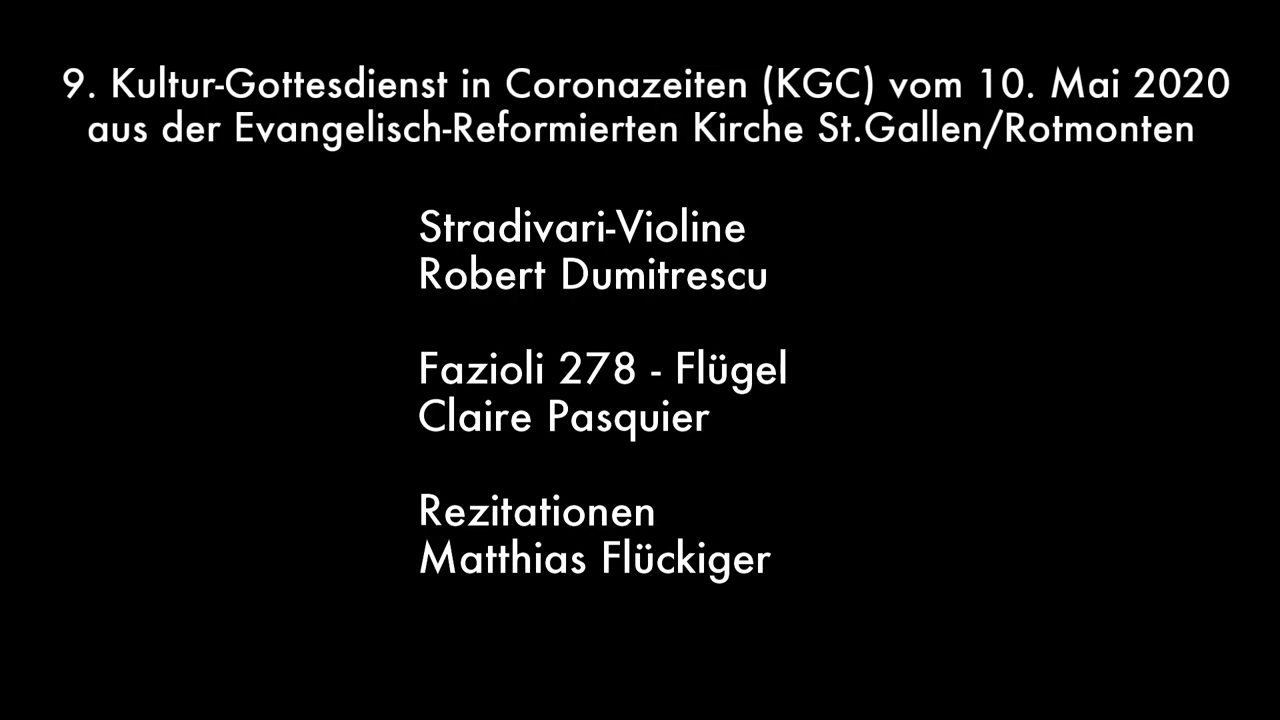 9. Kultur-Gottesdienst in Coronazeiten (KGC) vom 10. Mai 2020
aus der Evangelisch-Reformierten Kirche St.Gallen/Rotmonten
Stradivari-Violine
Robert Dumitrescu
Fazioli 278 - Flügel
Claire Pasquier
Rezitationen
Matthias Flückiger